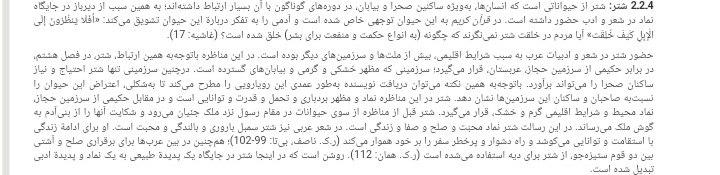 2.2.4 شتر: شتر از حیواناتی است که انسان‌ها، به‌ویژه ساکنین صحرا و بیابان، در دوره‌های گوناگون با آن بسیار ارتباط داشته‌اند؛ به همین سبب از دیرباز در جایگاه
نماد در شعر و ادب حضور داشته است. در قرآن کریم به این حیوان توجهی خاص شده است و آدمی را به تفکر دربارهٔ این حیوان تشویق می‌کند: «أَفَلَا یَنظُرُونَ إِلَى
الْإِبِلِ کَیْفَ خُلِقَتْ» آیا مردم در خلقت شتر نمی‌نگرند که چگونه (به انواع حکمت و منفعت برای بشر) خلق شده است؟ (غاشیه: 17).
حضور شتر در شعر و ادبیات عرب به سبب شرایط اقلیمی، بیش از ملت‌ها و سرزمین‌های دیگر بوده است. در این مناظره باتوجه‌به همین ارتباط، شتر، در فصل هشتم،
در برابر حکیمی از سرزمین حجاز، عربستان، قرار می‌گیرد؛ سرزمینی که مظهر خشکی و گرمی و بیابان‌های گسترده است. درچنین سرزمینی تنها شتر احتیاج و نیاز
ساکنان صحرا را می‌تواند برآورد. باتوجه‌به همین نکته می‌توان دریافت نویسنده به‌طور عمدی این رویارویی را مطرح می‌کند تا به‌شکلی، اعتراض این حیوان را
نسبت‌به صاحبان و ساکنان این سرزمین‌ها نشان دهد. شتر در این مناظره نماد و مظهر بردباری و تحمل و قدرت و توانایی است و در مقابل حکیمی از سرزمین حجاز،
نماد محیط و شرایط اقلیمی گرم و خشک، قرار می‌گیرد. شتر قبل از مناظره از سوی حیوانات در مقام رسول نزد ملک جنیان می‌رود و شکایت آنها را از بنی‌آدم به
گوش ملک می‌رساند. در این رسالت شتر نماد محبت و صلح و صفا و زندگی است. در شعر عربی نیز شتر سمبل باروری و بالندگی و محبت است. او برای ادامهٔ زندگی
با استقامت و توانایی می‌کوشد و راه دشوار و پرخطر سفر را بر خود هموار می‌کند (ر.ک. ناصف، بی‌تا: 99-102)؛ هم‌چنین در بین عرب‌ها برای برقراری صلح و آشتی
بین دو قوم ستیزه‌جو، از شتر برای دیه استفاده می‌شده است (ر.ک. همان: 112). روشن است که در اینجا شتر در جایگاه یک پدیدهٔ طبیعی به یک نماد و پدیدهٔ ادبی
تبدیل شده است.